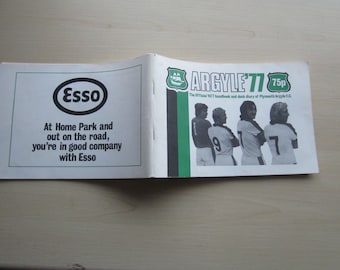 Esso
At Home Park and
out on the road,
you're in good company
with Esso
ARGYLE '77
75p
The Official 1977 handbook and desk diary of Plymouth Argyle F.C.
9
7